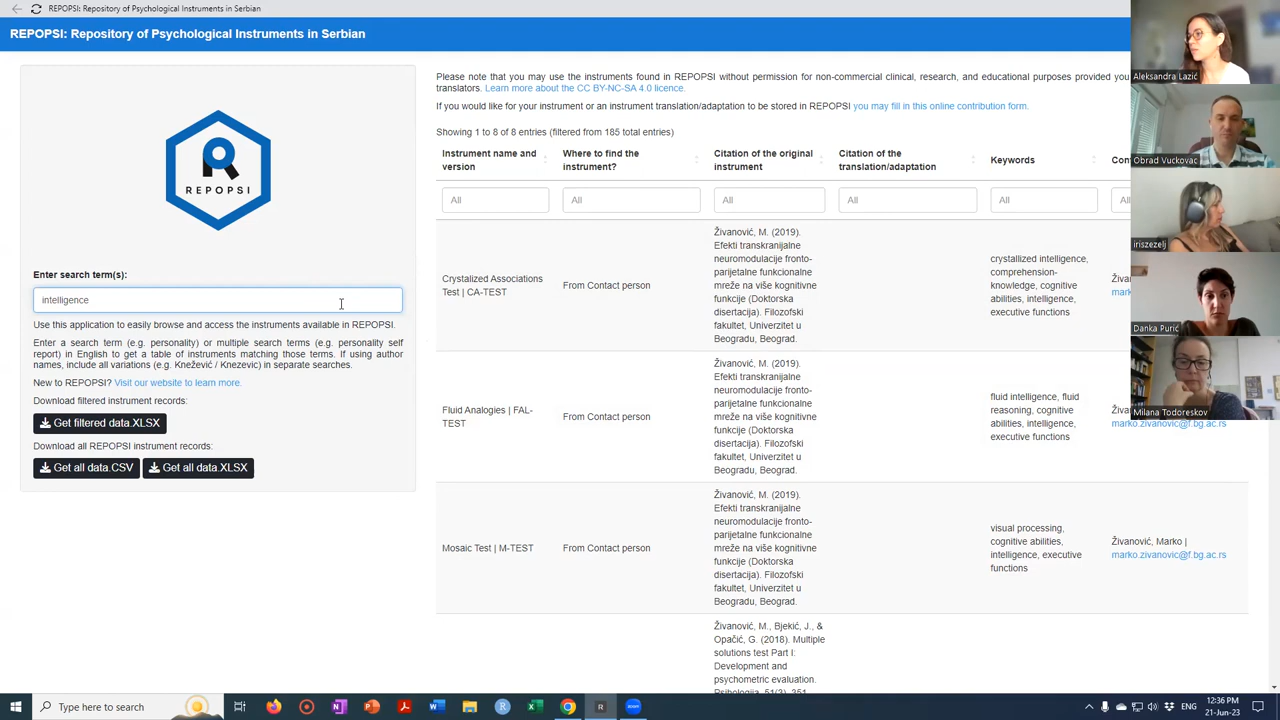 REPOPSI: Repository of Psychological Instruments in Serbian
REPOPSI: Repository of Psychological Instruments in Serbian
REPOPSI
Enter search term(s):
intelligence
Use this application to easily browse and access the instruments available in REPOPSI.
Enter a search term (e.g. personality) or multiple search terms (e.g. personality self
report) in English to get a table of instruments matching those terms. If using author
names, include all variations (e.g. Knežević / Knezevic) in separate searches.
New to REPOPSI? Visit our website to learn more.
Download filtered instrument records:
Get filtered data.XLSX
Download all REPOPSI instrument records:
Get all data.CSV
Get all data.XLSX
Please note that you may use the instruments found in REPOPSI without permission for non-commercial clinical, research, and educational purposes provided you
translators. Learn more about the CC BY-NC-SA 4.0 licence.
If you would like for your instrument or an instrument translation/adaptation to be stored in REPOPSI you may fill in this online contribution form.
Showing 1 to 8 of 8 entries (filtered from 185 total entries)
Instrument name and
version
Where to find the
instrument?
Citation of the original
instrument
Citation of the
translation/adaptation
Keywords
Con
All
All
All
All
All
All
Crystalized Associations
Test | CA-TEST
From Contact person
Živanović, M. (2019).
Efekti transkranijalne
neuromodulacije fronto-
parijetalne funkcionalne
mreže na više kognitivne
funkcije (Doktorska
disertacija). Filozofski
fakultet, Univerzitet u
Beogradu, Beograd.
crystallized intelligence,
comprehension-
knowledge, cognitive
abilities, intelligence,
executive functions
Živa
mark
Fluid Analogies | FAL-
TEST
From Contact person
Živanović, M. (2019).
Efekti transkranijalne
neuromodulacije fronto-
parijetalne funkcionalne
mreže na više kognitivne
funkcije (Doktorska
disertacija). Filozofski
fakultet, Univerzitet u
Beogradu, Beograd.
fluid intelligence, fluid
reasoning, cognitive
abilities, intelligence,
executive functions
marko.zivanovic@f.bg.ac.rs
Mosaic Test | M-TEST
From Contact person
Živanović, M. (2019).
Efekti transkranijalne
neuromodulacije fronto-
parijetalne funkcionalne
mreže na više kognitivne
funkcije (Doktorska
disertacija). Filozofski
fakultet, Univerzitet u
Beogradu, Beograd.
visual processing,
cognitive abilities,
intelligence, executive
functions
Živanović, Marko |
marko.zivanovic@f.bg.ac.rs
Živanović, M., Bjekić, J., &
Opačić, G. (2018). Multiple
solutions test Part I:
Development and
psychometric evaluation.
Psihologija, 51(3), 351
Aleksandra Lazić
Obrad Vuckovac
iriszezelj
Danka Purić
Milana Todoreskov
Type here to search
ENG
12:36 PM
21-Jun-23